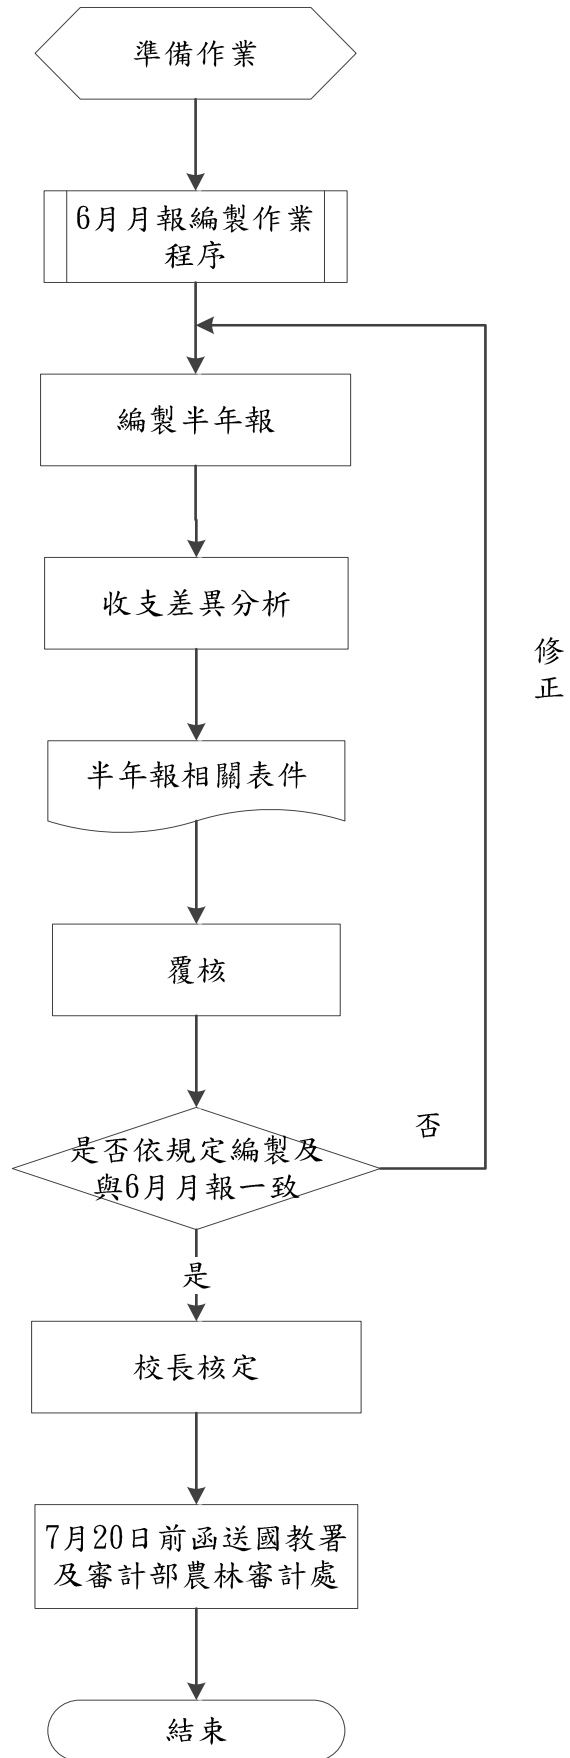 準備作業
6月月報編製作業
程序
編製半年報
收支差異分析
修
正
半年報相關表件
覆核
否
是否依規定編製及
與6月月報一致
是
校長核定
7月20日前函送國教署
及審計部農林審計處
結束